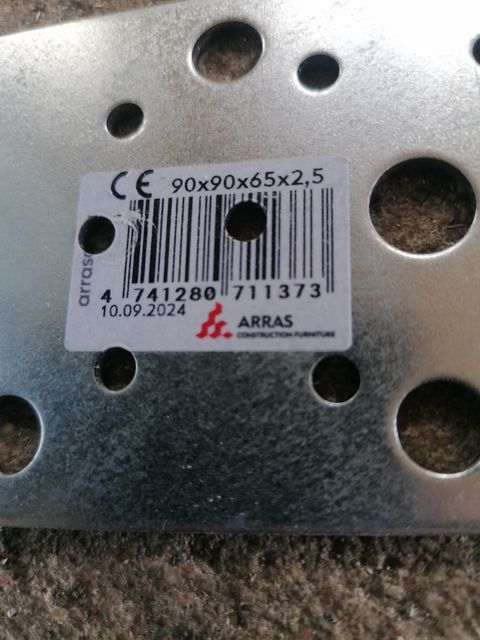 CE 90x90x65x2,5
4 741280 711373
10.09.2024
ARRAS
CONSTRUCTION FURNITURE